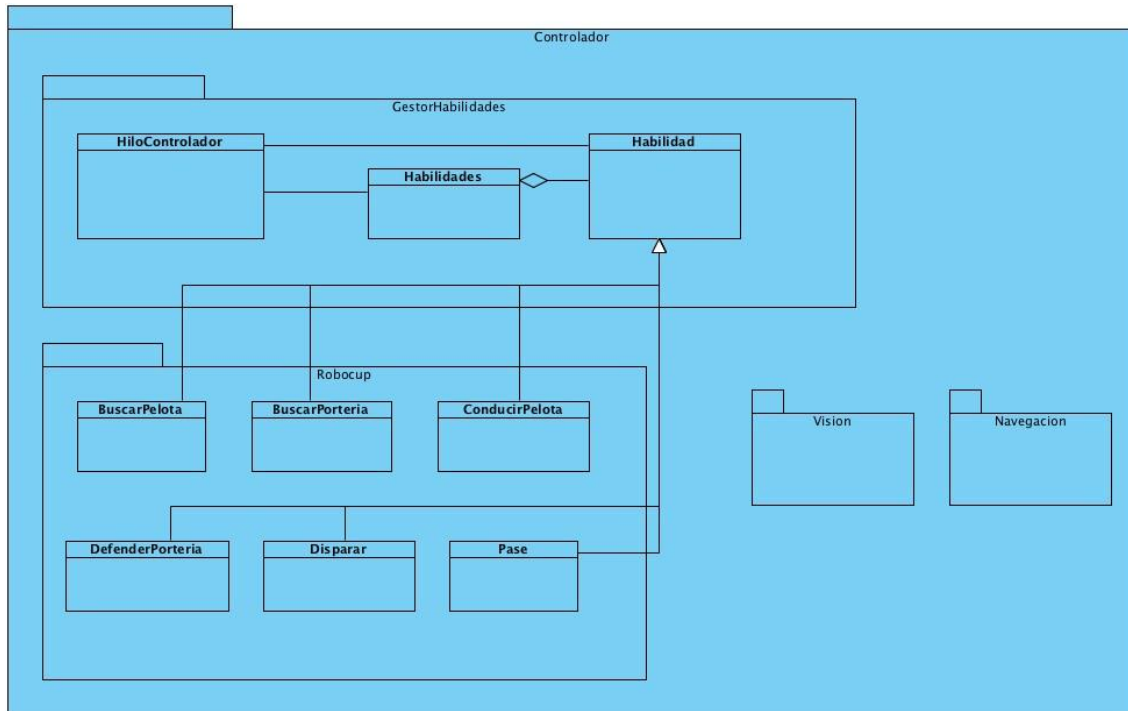 Controlador
GestorHabilidades
HiloControlador
Habilidad
Habilidades
Robocup
BuscarPelota
BuscarPorteria
ConducirPelota
Vision
Navegacion
DefenderPorteria
Disparar
Pase